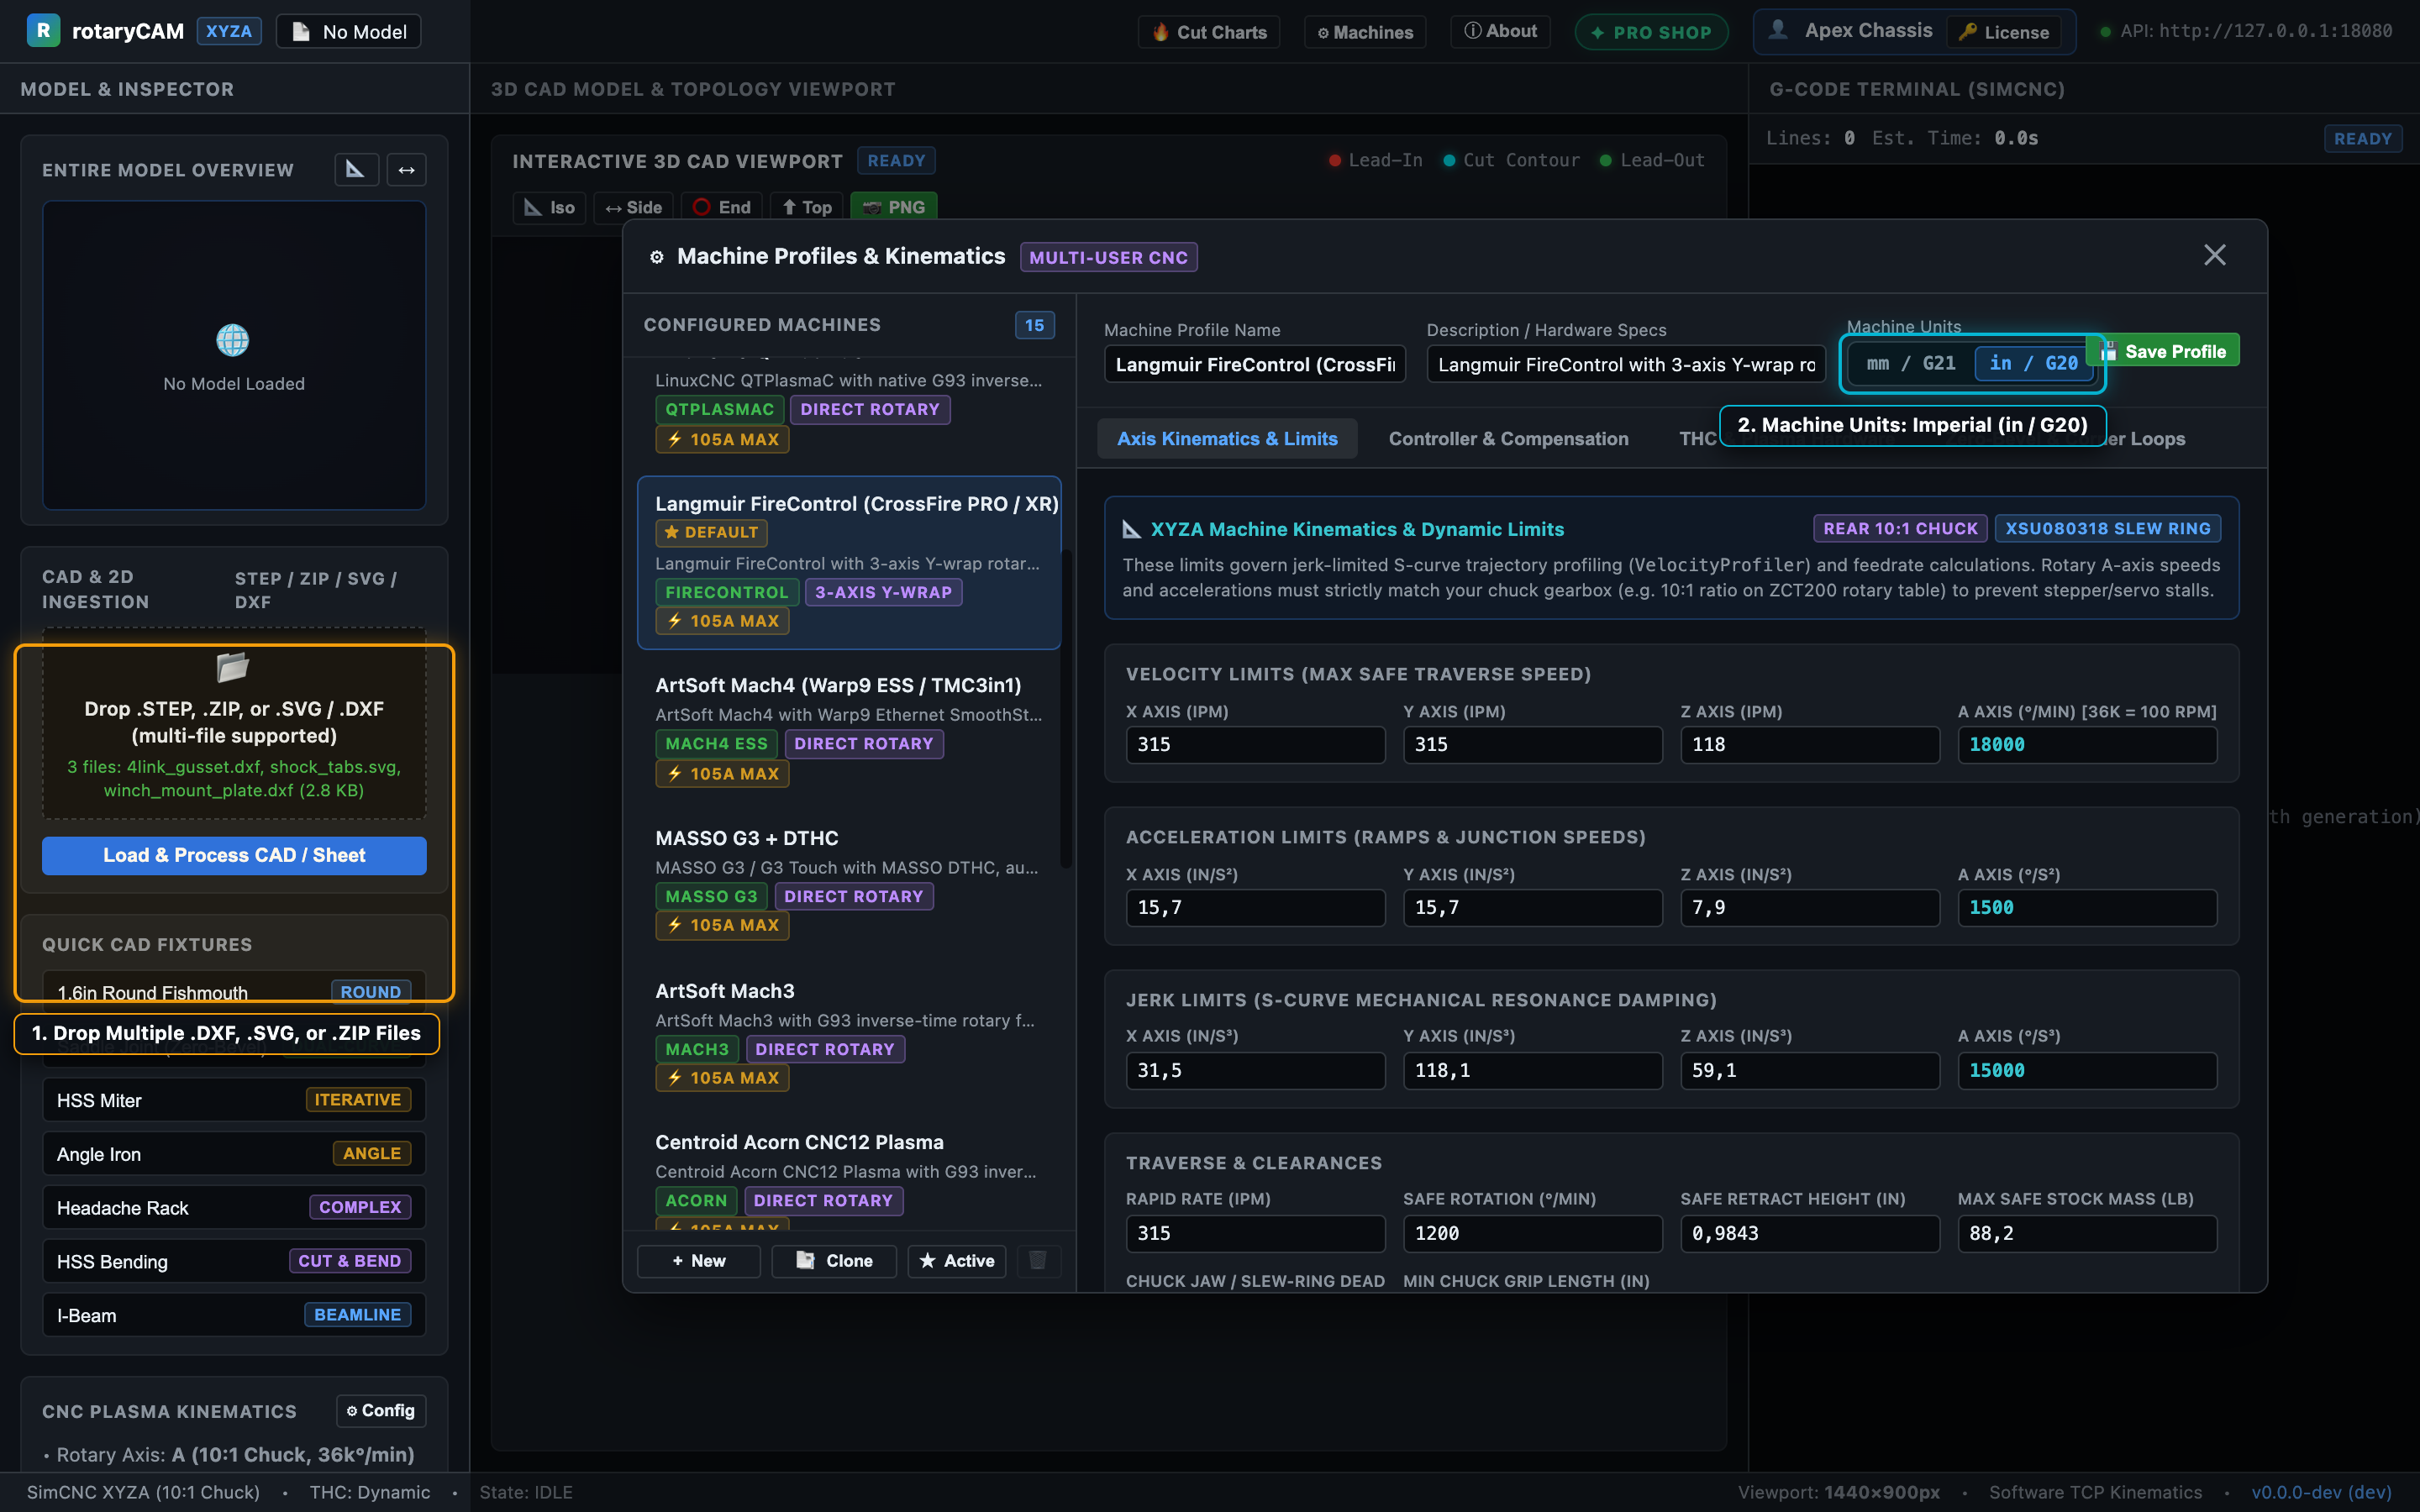 R rotaryCAM XYZA No Model
Cut Charts Machines About PRO SHOP Apex Chassis License API: http://127.0.0.1:18080
MODEL & INSPECTOR
3D CAD MODEL & TOPOLOGY VIEWPORT
G-CODE TERMINAL (SIMCNC)
ENTIRE MODEL OVERVIEW
No Model Loaded
INTERACTIVE 3D CAD VIEWPORT READY
Lead-In Cut Contour Lead-Out
Iso Side End Top PNG
Lines: 0 Est. Time: 0.0s READY
CAD & 2D INGESTION
STEP / ZIP / SVG / DXF
Drop .STEP, .ZIP, or .SVG / .DXF
(multi-file supported)
3 files: 4link_gusset.dxf, shock_tabs.svg,
winch_mount_plate.dxf (2.8 KB)
Load & Process CAD / Sheet
QUICK CAD FIXTURES
1.6in Round Fishmouth ROUND
1. Drop Multiple .DXF, .SVG, or .ZIP Files
HSS Miter ITERATIVE
Angle Iron ANGLE
Headache Rack COMPLEX
HSS Bending CUT & BEND
I-Beam BEAMLINE
CNC PLASMA KINEMATICS Config
• Rotary Axis: A (10:1 Chuck, 36k°/min)
Machine Profiles & Kinematics MULTI-USER CNC
CONFIGURED MACHINES 15
LinuxCNC QTPlasmaC with native G93 inverse...
QTPLASMAC DIRECT ROTARY
⚡ 105A MAX
Langmuir FireControl (CrossFire PRO / XR)
★ DEFAULT
Langmuir FireControl with 3-axis Y-wrap rotar...
FIRECONTROL 3-AXIS Y-WRAP
⚡ 105A MAX
ArtSoft Mach4 (Warp9 ESS / TMC3in1)
ArtSoft Mach4 with Warp9 Ethernet SmoothSt...
MACH4 ESS DIRECT ROTARY
⚡ 105A MAX
MASSO G3 + DTHC
MASSO G3 / G3 Touch with MASSO DTHC, au...
MASSO G3 DIRECT ROTARY
⚡ 105A MAX
ArtSoft Mach3
ArtSoft Mach3 with G93 inverse-time rotary f...
MACH3 DIRECT ROTARY
⚡ 105A MAX
Centroid Acorn CNC12 Plasma
Centroid Acorn CNC12 Plasma with G93 inver...
ACORN DIRECT ROTARY
⚡ 105A MAX
+ New Clone ★ Active
Machine Profile Name
Langmuir FireControl (CrossFi
Description / Hardware Specs
Langmuir FireControl with 3-axis Y-wrap ro
Machine Units
mm / G21 in / G20
Save Profile
2. Machine Units: Imperial (in / G20)
Axis Kinematics & Limits Controller & Compensation THC er Loops
XYZA Machine Kinematics & Dynamic Limits REAR 10:1 CHUCK XSU080318 SLEW RING
These limits govern jerk-limited S-curve trajectory profiling (VelocityProfiler) and feedrate calculations. Rotary A-axis speeds
and accelerations must strictly match your chuck gearbox (e.g. 10:1 ratio on ZCT200 rotary table) to prevent stepper/servo stalls.
VELOCITY LIMITS (MAX SAFE TRAVERSE SPEED)
X AXIS (IPM) Y AXIS (IPM) Z AXIS (IPM) A AXIS (°/MIN) [36K = 100 RPM]
315 315 118 18000
ACCELERATION LIMITS (RAMPS & JUNCTION SPEEDS)
X AXIS (IN/S²) Y AXIS (IN/S²) Z AXIS (IN/S²) A AXIS (°/S²)
15,7 15,7 7,9 1500
JERK LIMITS (S-CURVE MECHANICAL RESONANCE DAMPING)
X AXIS (IN/S³) Y AXIS (IN/S³) Z AXIS (IN/S³) A AXIS (°/S³)
31,5 118,1 59,1 15000
TRAVERSE & CLEARANCES
RAPID RATE (IPM) SAFE ROTATION (°/MIN) SAFE RETRACT HEIGHT (IN) MAX SAFE STOCK MASS (LB)
315 1200 0,9843 88,2
CHUCK JAW / SLEW-RING DEAD MIN CHUCK GRIP LENGTH (IN)
th generation)
SimCNC XYZA (10:1 Chuck) • THC: Dynamic • State: IDLE
Viewport: 1440×900px • Software TCP Kinematics • v0.0.0-dev (dev)